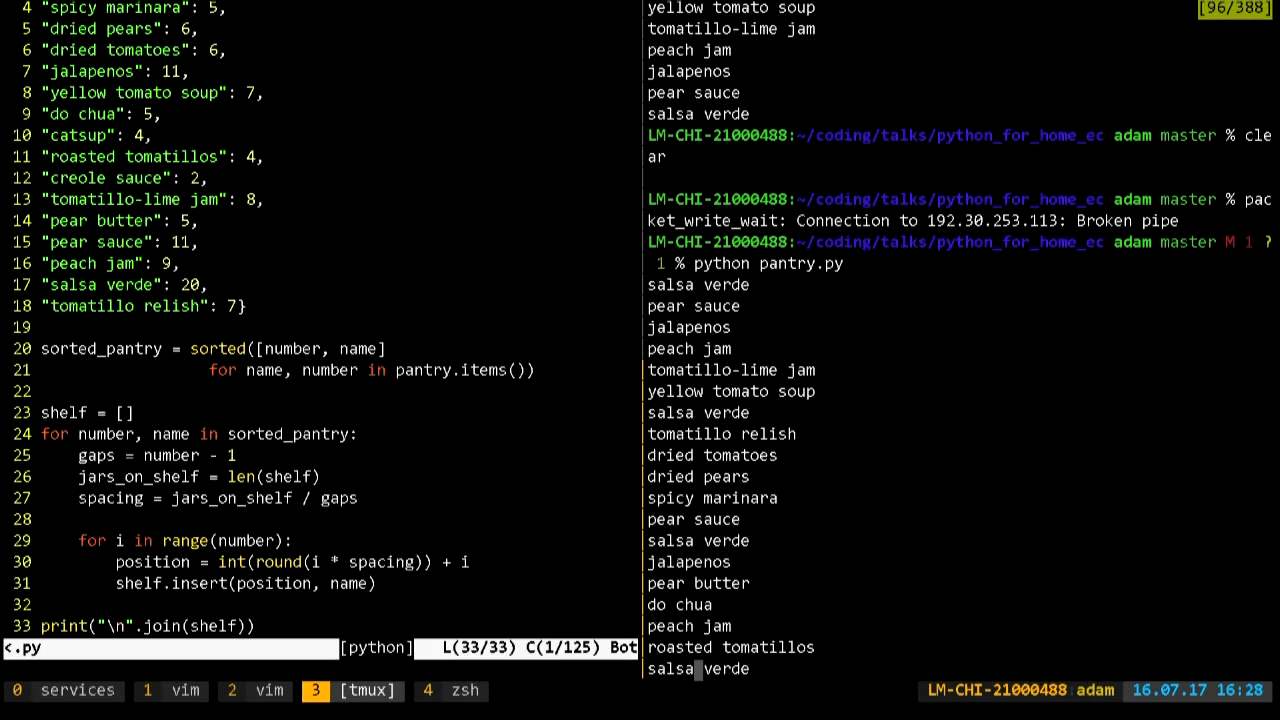 4 "spicy marinara": 5,
5 "dried pears": 6,
6 "dried tomatoes": 6,
7 "jalapenos": 11,
8 "yellow tomato soup": 7,
9 "do chua": 5,
10 "catsup": 4,
11 "roasted tomatillos": 4,
12 "creole sauce": 2,
13 "tomatillo-lime jam": 8,
14 "pear butter": 5,
15 "pear sauce": 11,
16 "peach jam": 9,
17 "salsa verde": 20,
18 "tomatillo relish": 7}
19
20 sorted_pantry = sorted([number, name]
21 for name, number in pantry.items())
22
23 shelf = []
24 for number, name in sorted_pantry:
25 gaps = number - 1
26 jars_on_shelf = len(shelf)
27 spacing = jars_on_shelf / gaps
28
29 for i in range(number):
30 position = int(round(i * spacing)) + i
31 shelf.insert(position, name)
32
33 print("\n".join(shelf))
<.py [python] L(33/33) C(1/125) Bot
yellow tomato soup [96/388]
tomatillo-lime jam
peach jam
jalapenos
pear sauce
salsa verde
LM-CHI-21000488:~/coding/talks/python_for_home_ec adam master % cle
ar
LM-CHI-21000488:~/coding/talks/python_for_home_ec adam master % pac
ket_write_wait: Connection to 192.30.253.113: Broken pipe
LM-CHI-21000488:~/coding/talks/python_for_home_ec adam master M 1 ?
1 % python pantry.py
salsa verde
pear sauce
jalapenos
peach jam
tomatillo-lime jam
yellow tomato soup
salsa verde
tomatillo relish
dried tomatoes
dried pears
spicy marinara
pear sauce
salsa verde
jalapenos
pear butter
do chua
peach jam
roasted tomatillos
salsa verde
0 services 1 vim 2 vim 3 [tmux] 4 zsh LM-CHI-21000488 adam 16.07.17 16:28